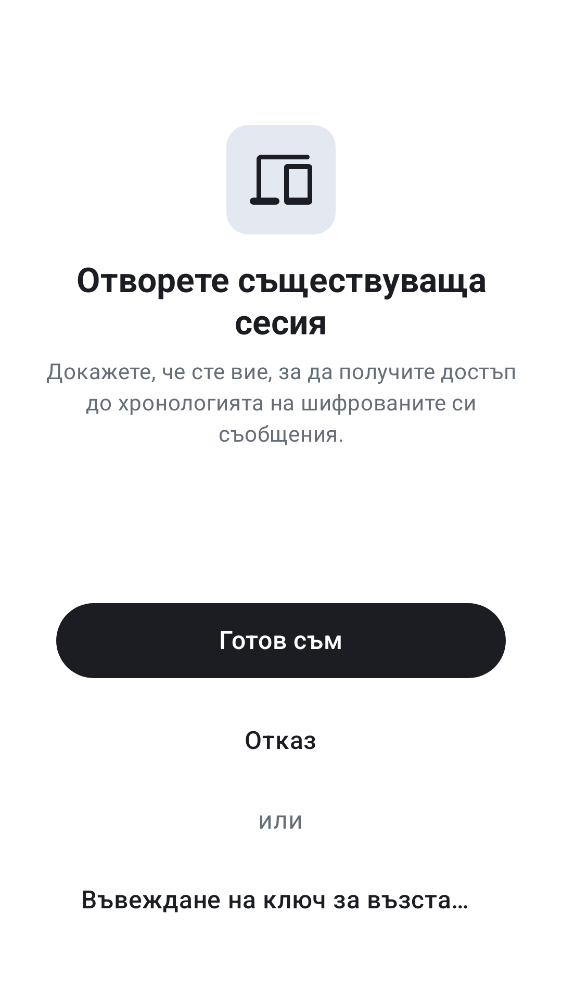 Отворете съществуваща
сесия
Докажете, че сте вие, за да получите достъп
до хронологията на шифрованите си
съобщения.
Готов съм
Отказ
или
Въвеждане на ключ за възста…